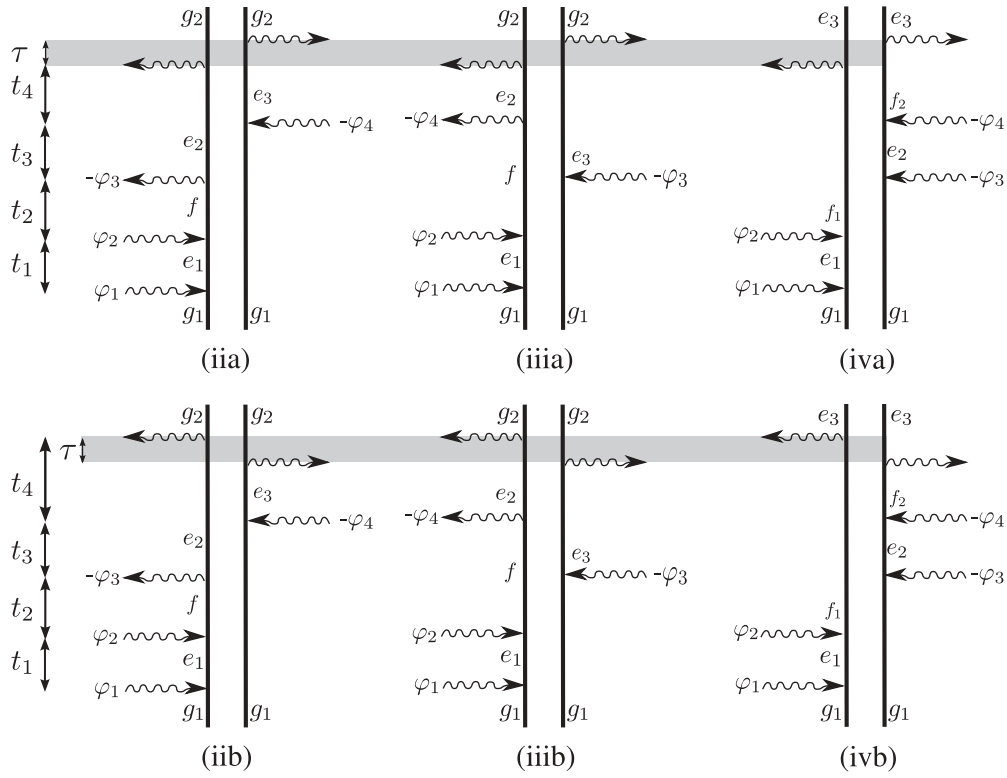 g₂ g₂ g₂ g₂ e₃ e₃
τ
t₄
e₃ e₂ f₂
-φ₄ -φ₄ -φ₄
t₃
e₂ f e₃ e₂
-φ₃ -φ₃ -φ₃
t₂
f f₁
φ₂ φ₂ φ₂
t₁
e₁ e₁ e₁
φ₁ φ₁ φ₁
g₁ g₁ g₁ g₁ g₁ g₁
(iia) (iiia) (iva)
g₂ g₂ g₂ g₂ e₃ e₃
τ
t₄
e₃ e₂ f₂
-φ₄ -φ₄ -φ₄
t₃
e₂ f e₃ e₂
-φ₃ -φ₃ -φ₃
t₂
f f₁
φ₂ φ₂ φ₂
t₁
e₁ e₁ e₁
φ₁ φ₁ φ₁
g₁ g₁ g₁ g₁ g₁ g₁
(iib) (iiib) (ivb)